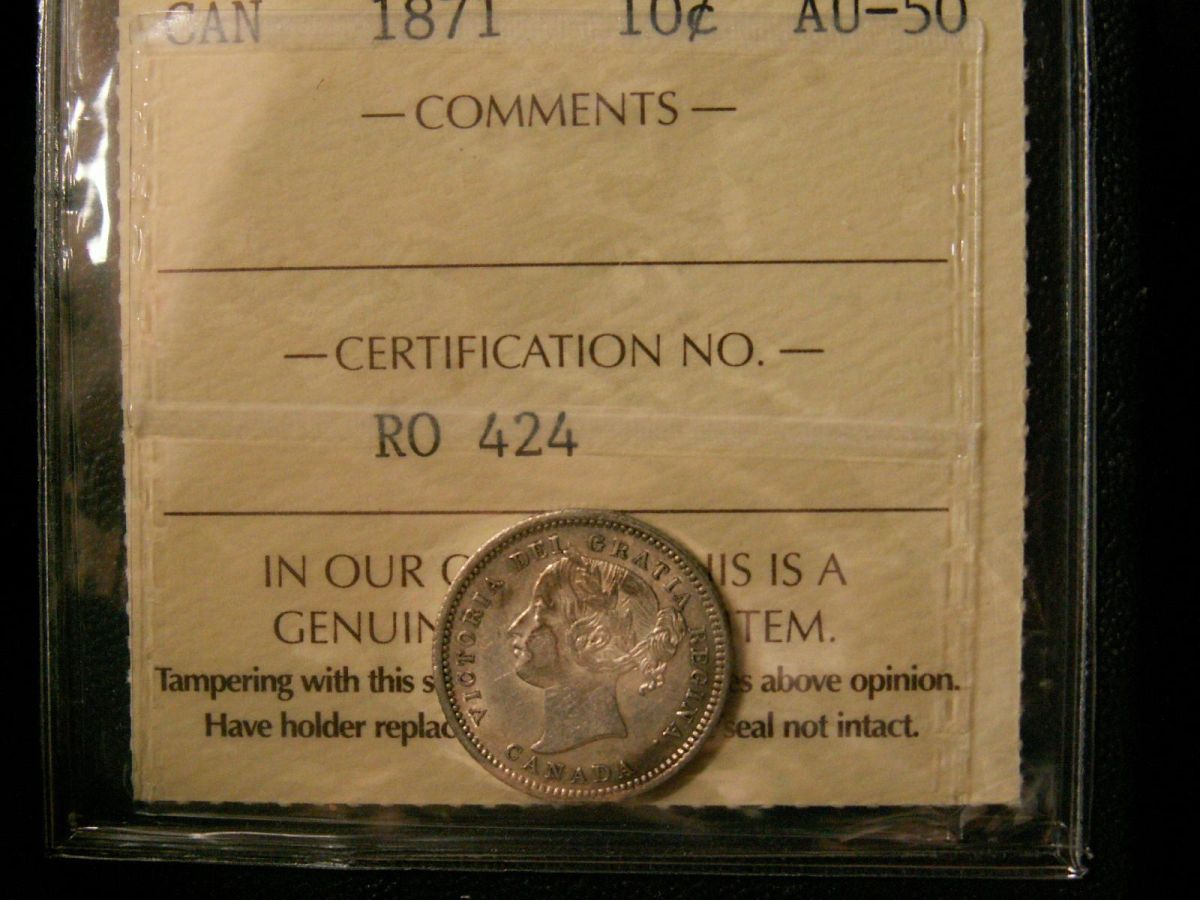 CAN 1871 10¢ AU-50
— COMMENTS —
— CERTIFICATION NO. —
RO 424
IN OUR IS IS A
GENUIN TEM.
Tampering with this s s above opinion.
Have holder replac seal not intact.
VICTORIA DEI GRATIA REGINA
CANADA